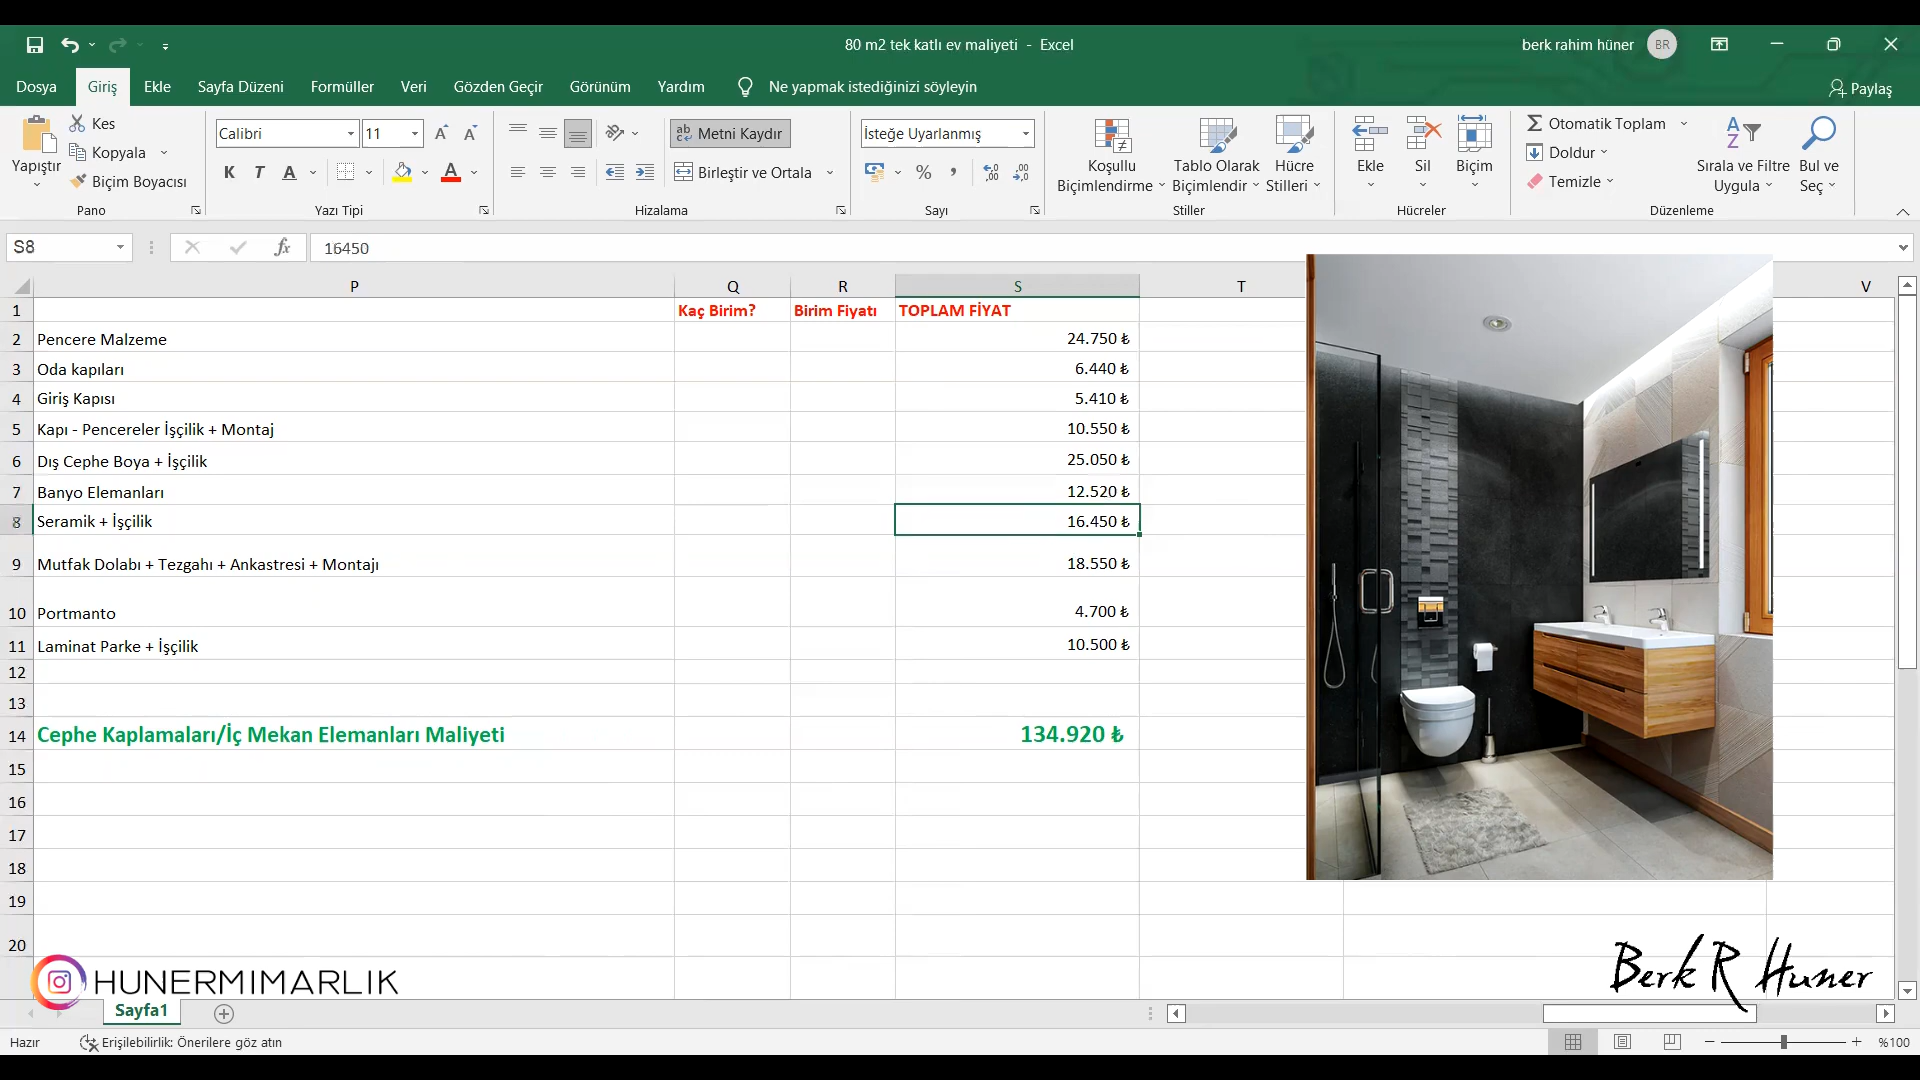 80 m2 tek katlı ev maliyeti - Excel
berk rahim hüner BR
Dosya Giriş Ekle Sayfa Düzeni Formüller Veri Gözden Geçir Görünüm Yardım Ne yapmak istediğinizi söyleyin Paylaş
Yapıştır
Kes
Kopyala
Biçim Boyacısı
Pano
Calibri 11
K T A A
Yazı Tipi
Metni Kaydır
Birleştir ve Ortala
Hizalama
İsteğe Uyarlanmış
%
Sayı
Koşullu
Biçimlendirme
Tablo Olarak
Biçimlendir
Hücre
Stilleri
Stiller
Ekle
Sil
Biçim
Hücreler
Otomatik Toplam
Doldur
Temizle
Sırala ve Filtre
Uygula
Bul ve
Seç
Düzenleme
S8 fx 16450
P Q R S T V
1 Kaç Birim? Birim Fiyatı TOPLAM FİYAT
2 Pencere Malzeme 24.750 ₺
3 Oda kapıları 6.440 ₺
4 Giriş Kapısı 5.410 ₺
5 Kapı - Pencereler İşçilik + Montaj 10.550 ₺
6 Dış Cephe Boya + İşçilik 25.050 ₺
7 Banyo Elemanları 12.520 ₺
8 Seramik + İşçilik 16.450 ₺
9 Mutfak Dolabı + Tezgahı + Ankastresi + Montajı 18.550 ₺
10 Portmanto 4.700 ₺
11 Laminat Parke + İşçilik 10.500 ₺
12
13
14 Cephe Kaplamaları/İç Mekan Elemanları Maliyeti 134.920 ₺
15
16
17
18
19
20
HUNERMIMARLIK
Berk R Huner
Sayfa1
Hazır Erişilebilirlik: Önerilere göz atın %100